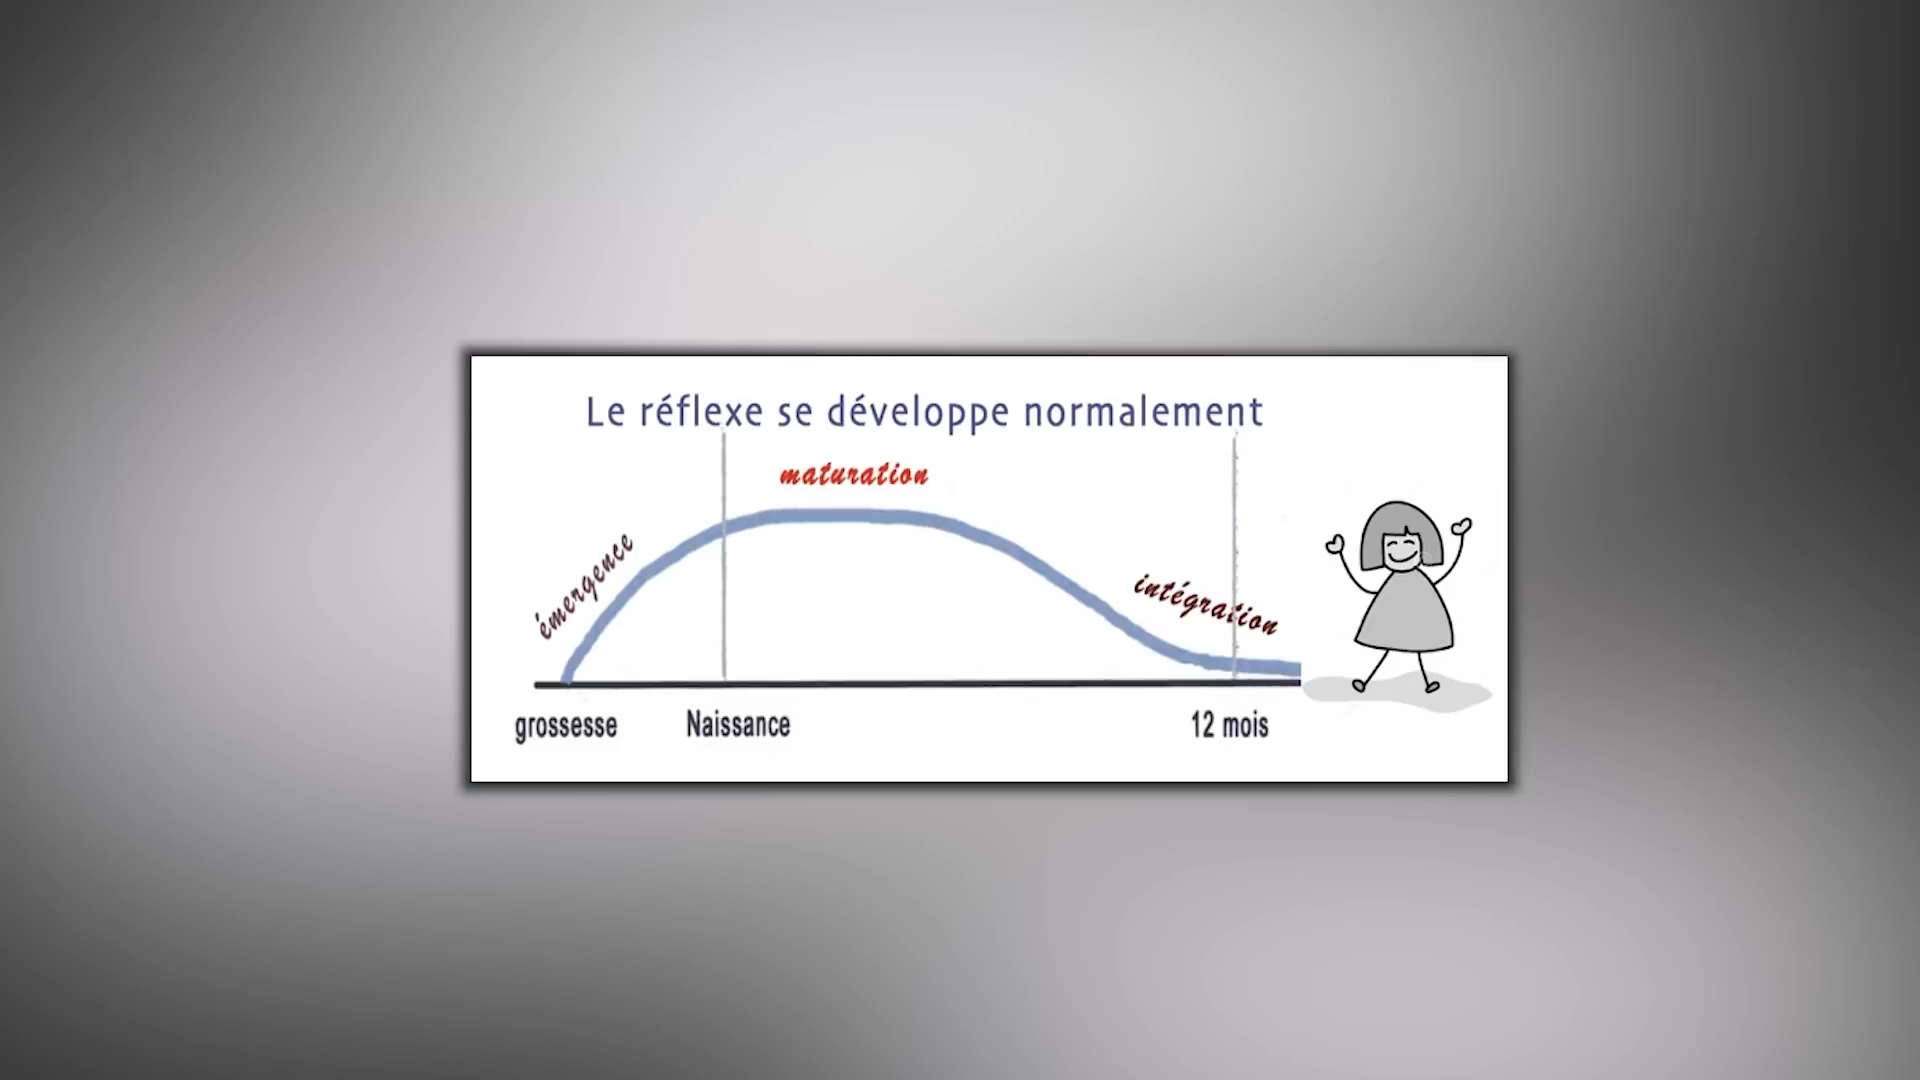 Le réflexe se développe normalement
maturation
émergence
intégration
grossesse
Naissance
12 mois